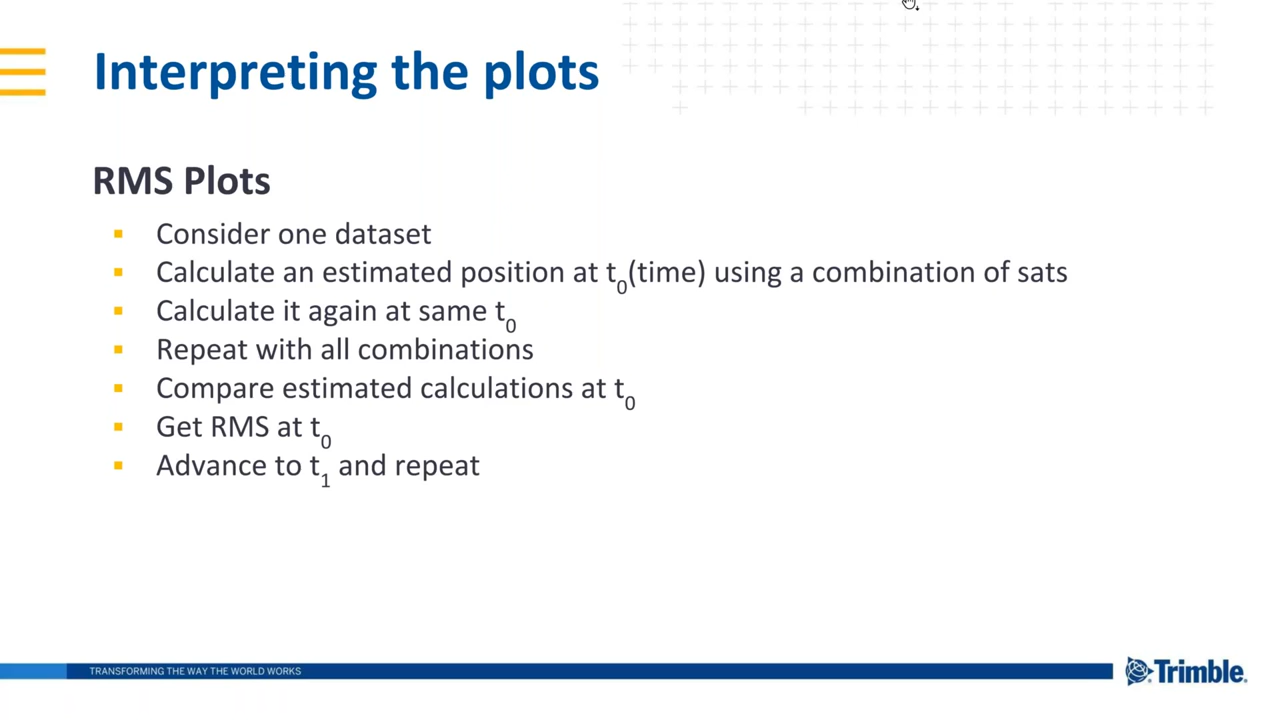 Interpreting the plots
RMS Plots
▪ Consider one dataset
▪ Calculate an estimated position at t₀(time) using a combination of sats
▪ Calculate it again at same t₀
▪ Repeat with all combinations
▪ Compare estimated calculations at t₀
▪ Get RMS at t₀
▪ Advance to t₁ and repeat
TRANSFORMING THE WAY THE WORLD WORKS
Trimble